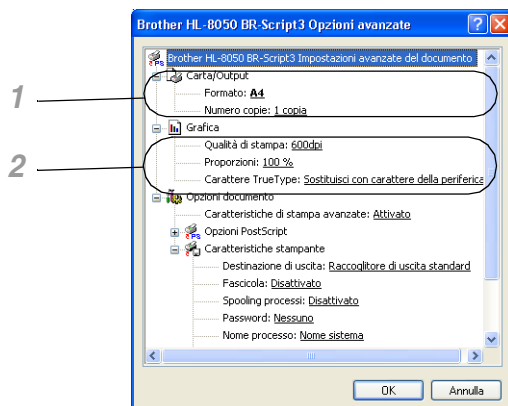 Brother HL-8050 BR-Script3 Opzioni avanzate
Brother HL-8050 BR-Script3 Impostazioni avanzate del documento
Carta/Output
Formato: A4
Numero copie: 1 copia
Grafica
Qualità di stampa: 600dpi
Proporzioni: 100 %
Carattere TrueType: Sostituisci con carattere della periferica
Opzioni documento
Caratteristiche di stampa avanzate: Attivato
Opzioni PostScript
Caratteristiche stampante
Destinazione di uscita: Raccoglitore di uscita standard
Fascicola: Disattivato
Spooling processi: Disattivato
Password: Nessuno
Nome processo: Nome sistema
OK Annulla
1
2